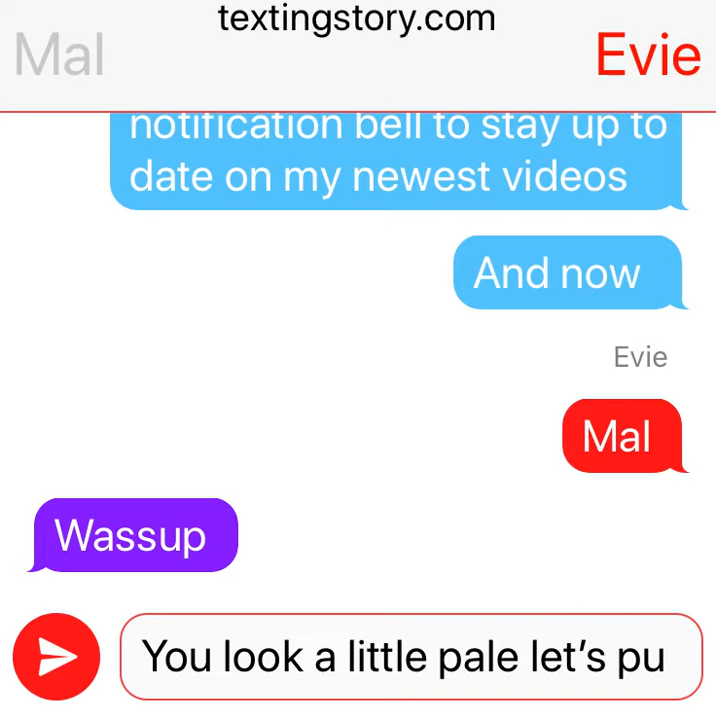 textingstory.com
Mal
Evie
notification bell to stay up to
date on my newest videos
And now
Evie
Mal
Wassup
You look a little pale let’s pu